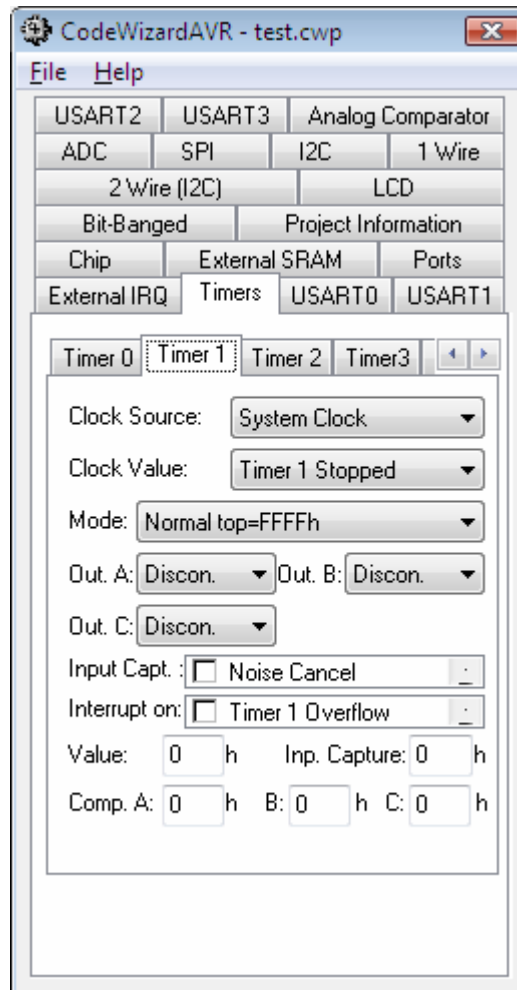 CodeWizardAVR - test.cwp
File Help
USART2 USART3 Analog Comparator
ADC SPI I2C 1 Wire
2 Wire (I2C) LCD
Bit-Banged Project Information
Chip External SRAM Ports
External IRQ Timers USART0 USART1
Timer 0 Timer 1 Timer 2 Timer3
Clock Source: System Clock
Clock Value: Timer 1 Stopped
Mode: Normal top=FFFFh
Out. A: Discon. Out. B: Discon.
Out. C: Discon.
Input Capt. : Noise Cancel
Interrupt on: Timer 1 Overflow
Value: 0 h Inp. Capture: 0 h
Comp. A: 0 h B: 0 h C: 0 h